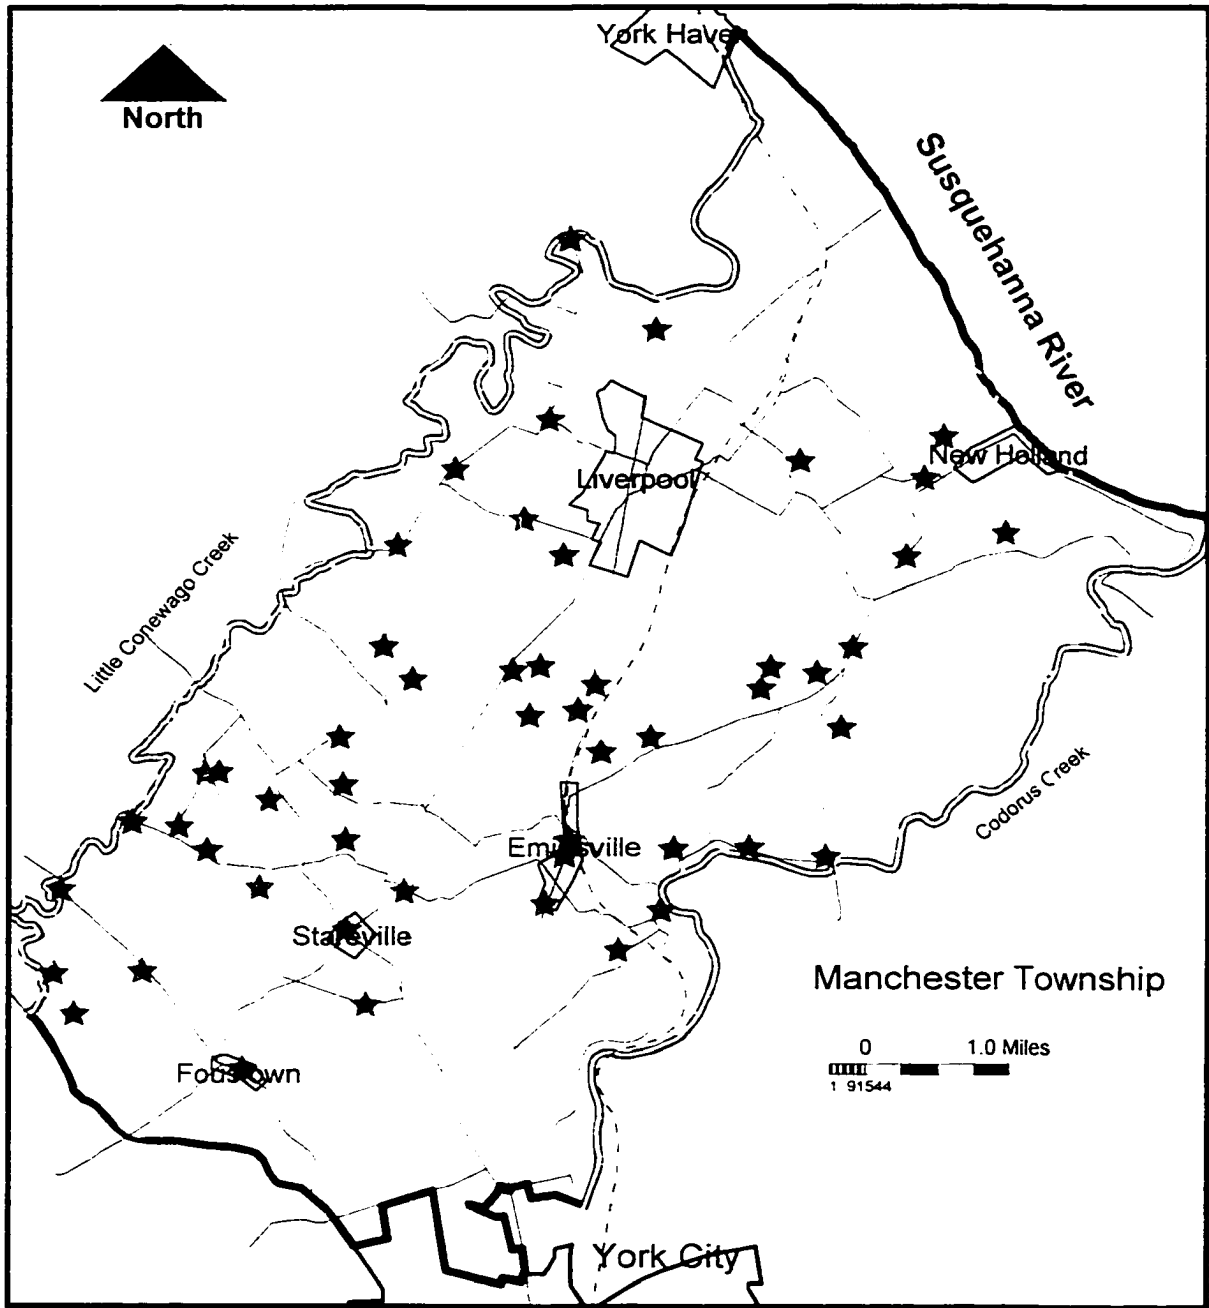 York Haven
North
Susquehanna River
New Holland
Liverpool
Little Conewago Creek
Codorus Creek
Emigsville
Stareville
Manchester Township
0 1.0 Miles
1 91544
Foustown
York City